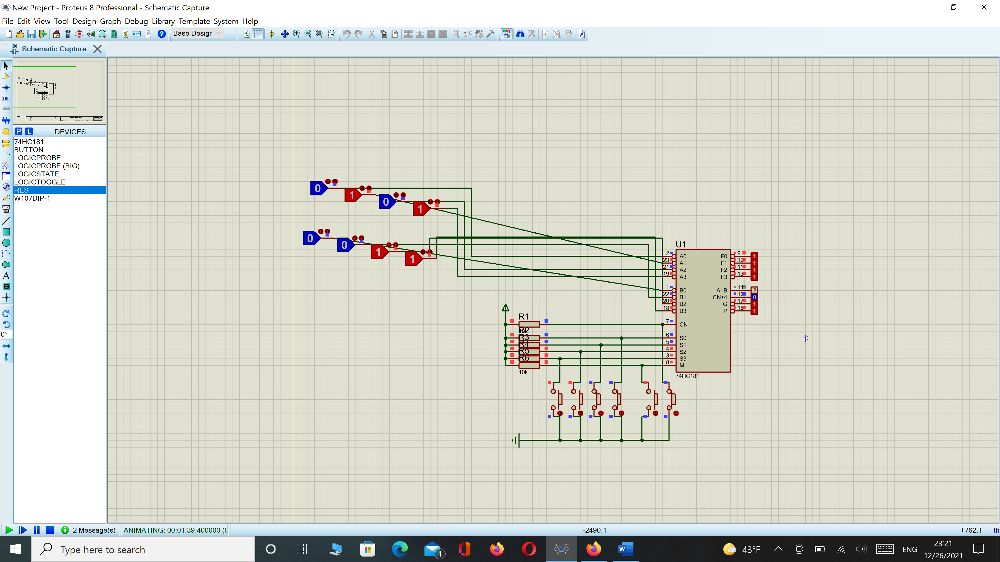 New Project - Proteus 8 Professional - Schematic Capture
File Edit View Tool Design Graph Debug Library Template System Help
Base Design
Schematic Capture
LBL
P L DEVICES
74HC181
BUTTON
LOGICPROBE
LOGICPROBE (BIG)
LOGICSTATE
LOGICTOGGLE
RES
W107DIP-1
A
S
0°
0
1
0
1
0
0
1
1
U1
2 A0 F0 9 1
23 A1 F1 10 1
21 A2 F2 11 1
19 A3 F3 13 1
1 B0 A=B 14 ?
22 B1 CN+4 16 0
20 B2 G 17 1
18 B3 P 15 1
R1
7 CN
R2
R3 6 S0
R4 5 S1
R5 4 S2
R6 3 S3
8 M
10k
74HC181
2 Message(s) ANIMATING: 00:01:39.400000 (C -2490.1 +762.1 th
Type here to search
1
W
43°F
ENG
23:21
12/26/2021